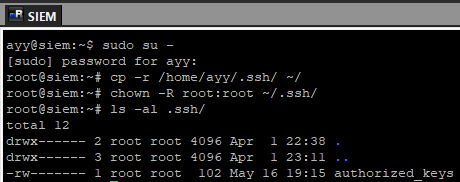 SIEM
ayy@siem:~$ sudo su -
[sudo] password for ayy:
root@siem:~# cp -r /home/ayy/.ssh/ ~/
root@siem:~# chown -R root:root ~/.ssh/
root@siem:~# ls -al .ssh/
total 12
drwx------ 2 root root 4096 Apr  1 22:38 .
drwx------ 3 root root 4096 Apr  1 23:11 ..
-rw------- 1 root root  102 May 16 19:15 authorized_keys